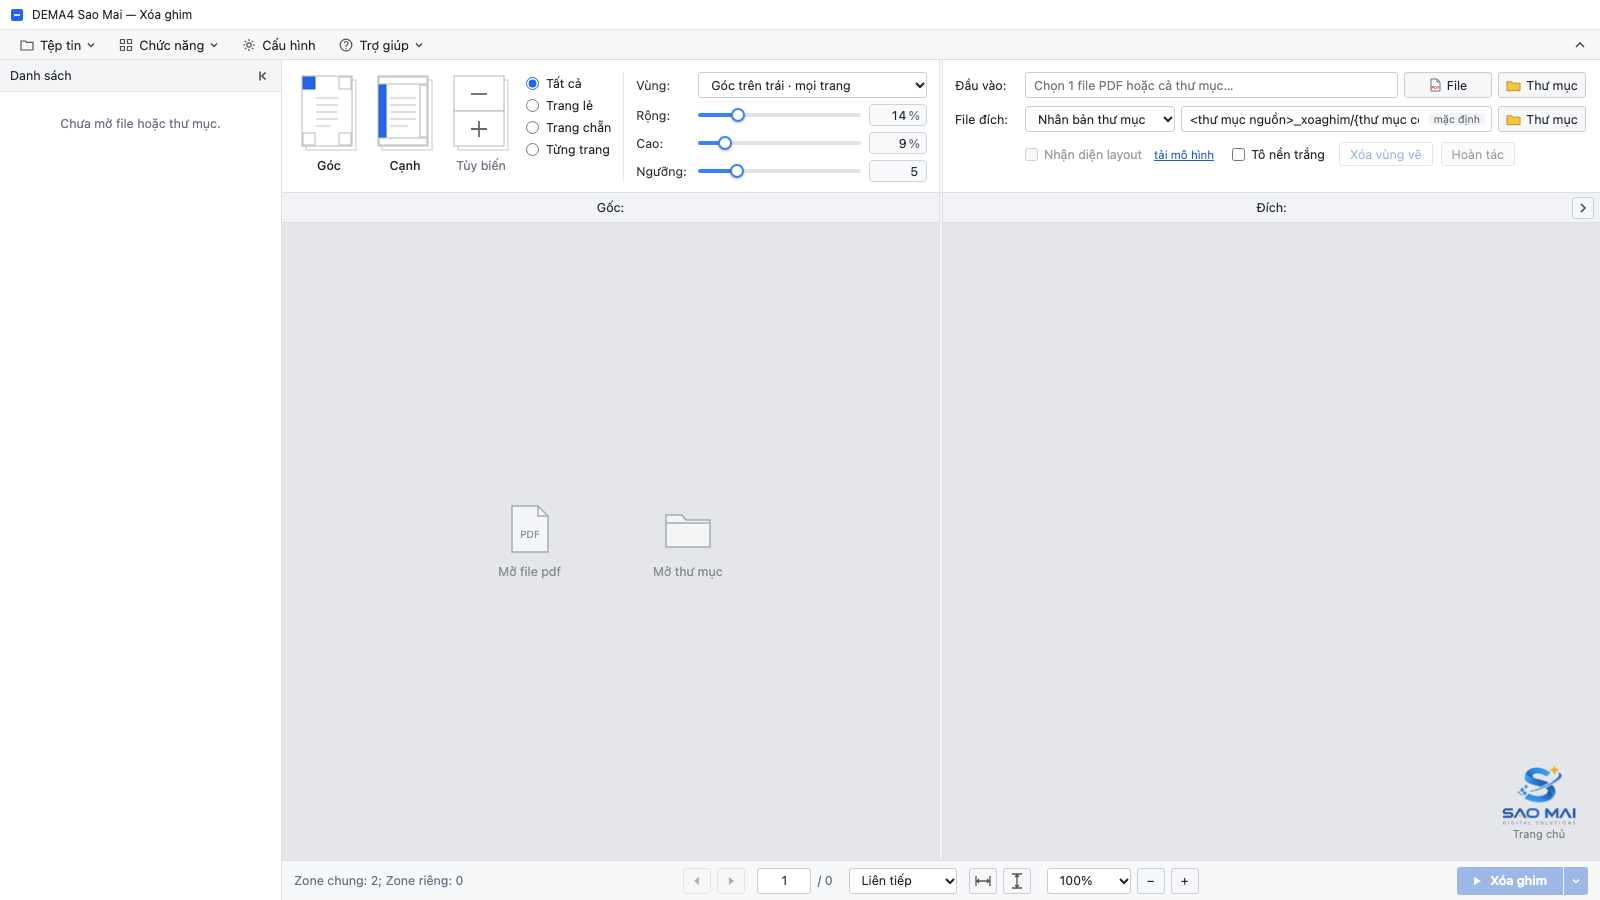 DEMA4 Sao Mai — Xóa ghim
Tệp tin
Chức năng
Cấu hình
Trợ giúp
Danh sách
Chưa mở file hoặc thư mục.
Góc
Cạnh
Tùy biến
Tất cả
Trang lẻ
Trang chẵn
Từng trang
Vùng:
Góc trên trái · mọi trang
Rộng:
14 %
Cao:
9 %
Ngưỡng:
5
Đầu vào:
Chọn 1 file PDF hoặc cả thư mục...
File
Thư mục
File đích:
Nhân bản thư mục
<thư mục nguồn>_xoaghim/{thư mục c
mặc định
Thư mục
Nhận diện layout
tải mô hình
Tô nền trắng
Xóa vùng vẽ
Hoàn tác
Gốc:
Đích:
PDF
Mở file pdf
Mở thư mục
SAO MAI
DIGITAL SOLUTIONS
Trang chủ
Zone chung: 2; Zone riêng: 0
1
/ 0
Liên tiếp
100%
Xóa ghim